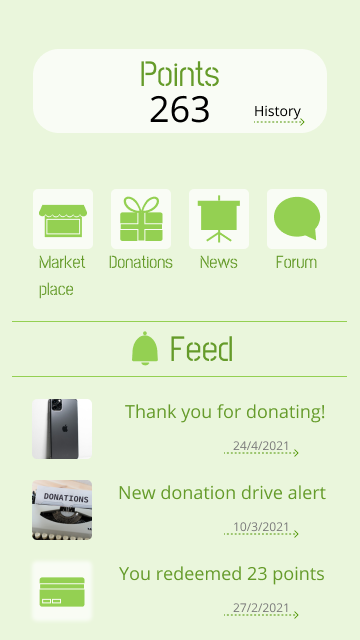 Points
263
History
Market
place
Donations
News
Forum
Feed
Thank you for donating!
24/4/2021
DONATIONS
New donation drive alert
10/3/2021
You redeemed 23 points
27/2/2021